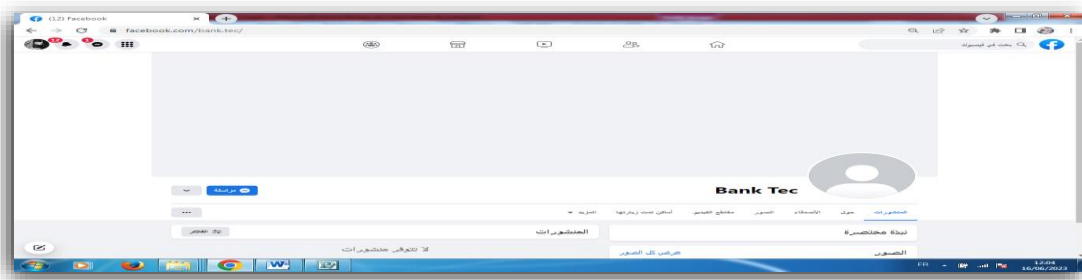 (12) Facebook
facebook.com/bank.tec/
بحث في فيسبوك
12
1
Bank Tec
مراسلة
المنشورات حول الأصدقاء الصور مقاطع الفيديو أماكن تمت زيارتها المزيد
نبذة مختصرة
المنشورات
الصور
عرض كل الصور
لا تتوفر منشورات
FR
12:04
16/06/2023